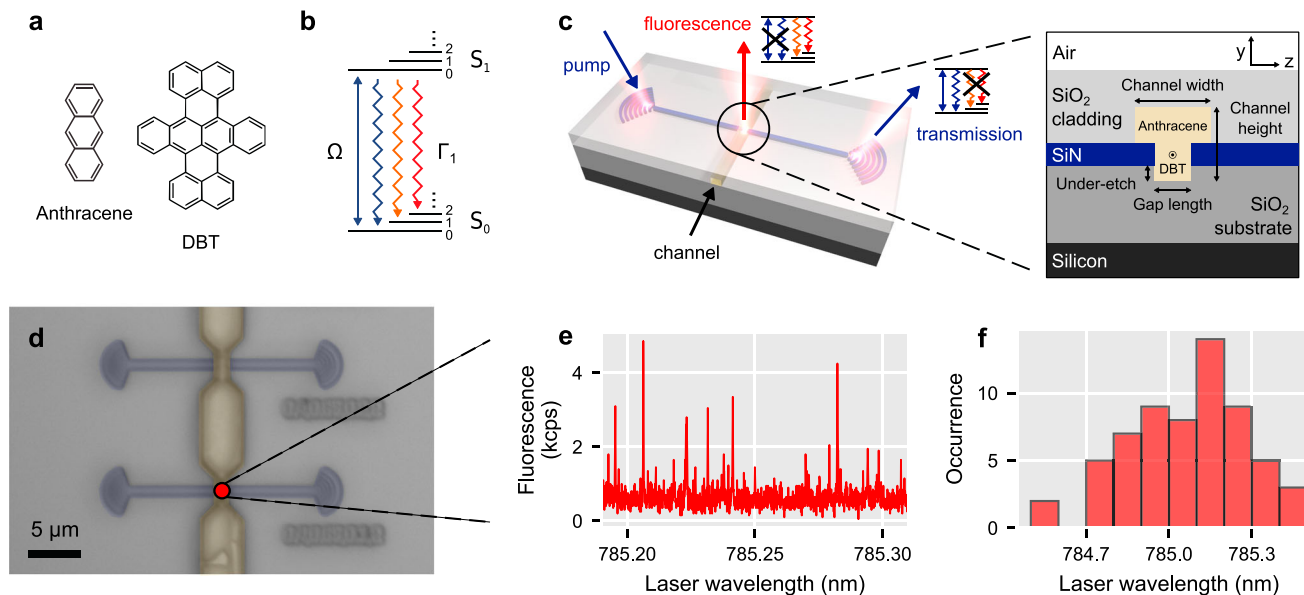 a
Anthracene
DBT
b
⋮
2
1
0
S1
Ω
Γ1
⋮
2
1
0
S0
c
fluorescence
pump
transmission
channel
Air
y
z
SiO2
cladding
Channel width
Channel
height
Anthracene
SiN
DBT
Under-etch
Gap length
SiO2
substrate
Silicon
d
5 μm
e
Fluorescence
(kcps)
4
2
0
785.20
785.25
785.30
Laser wavelength (nm)
f
Occurrence
10
5
0
784.7
785.0
785.3
Laser wavelength (nm)